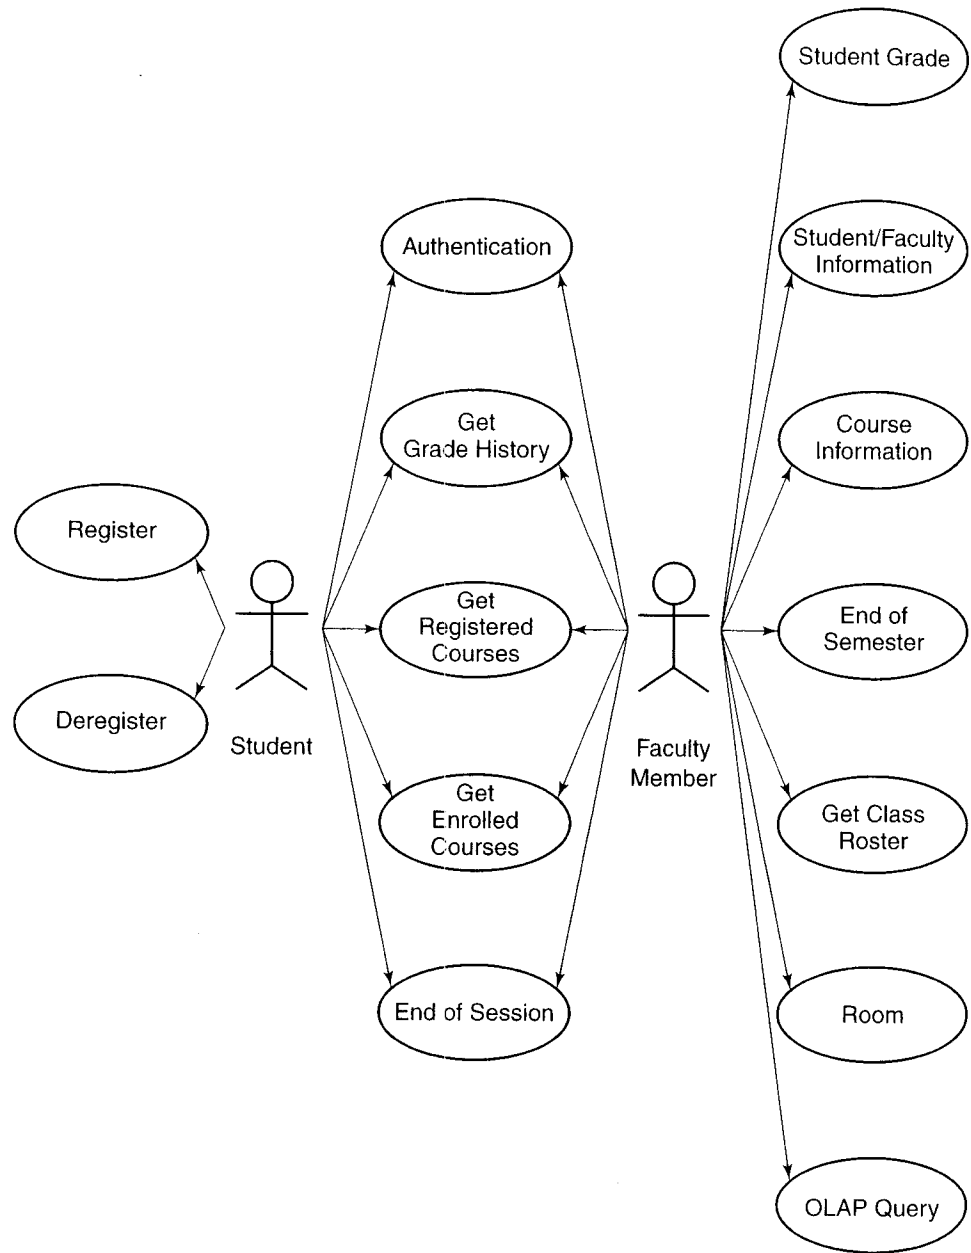 Student Grade
Authentication
Student/Faculty
Information
Get
Grade History
Course
Information
Register
Get
Registered
Courses
End of
Semester
Deregister
Student
Faculty
Member
Get
Enrolled
Courses
Get Class
Roster
End of Session
Room
OLAP Query